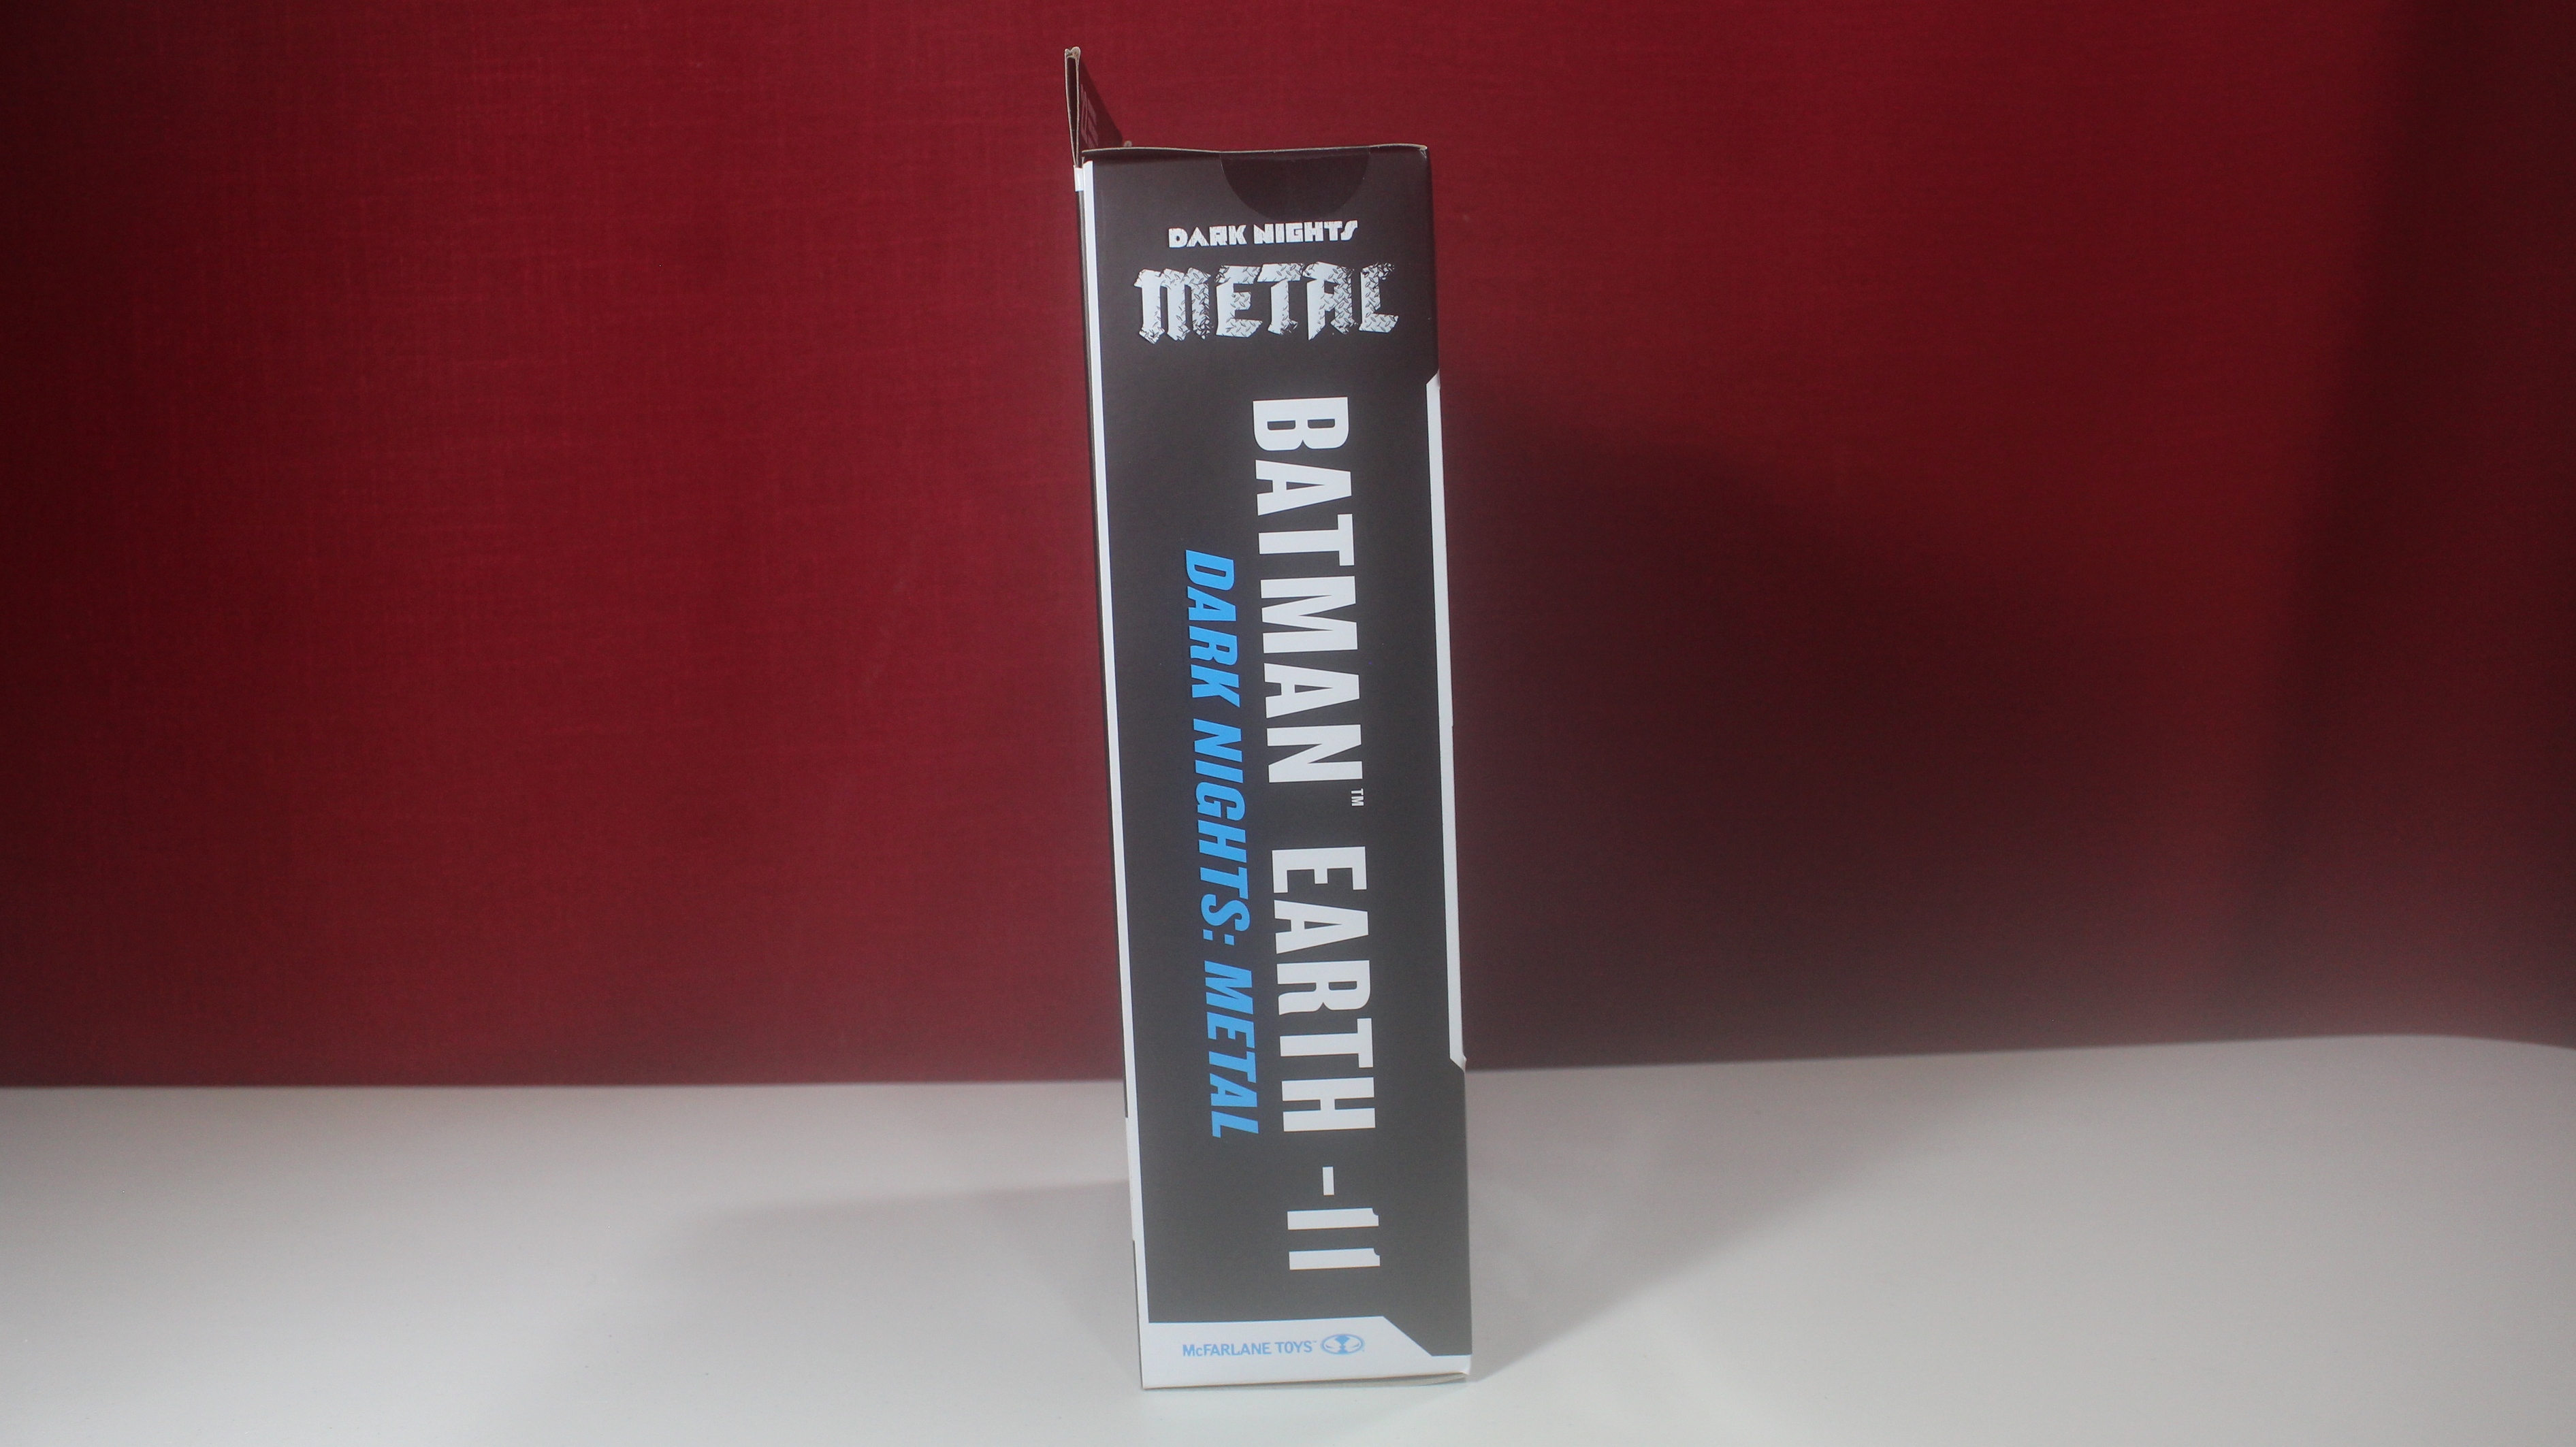 DARK NIGHTS
METAL
BATMAN™ EARTH -11
DARK NIGHTS: METAL
McFARLANE TOYS™